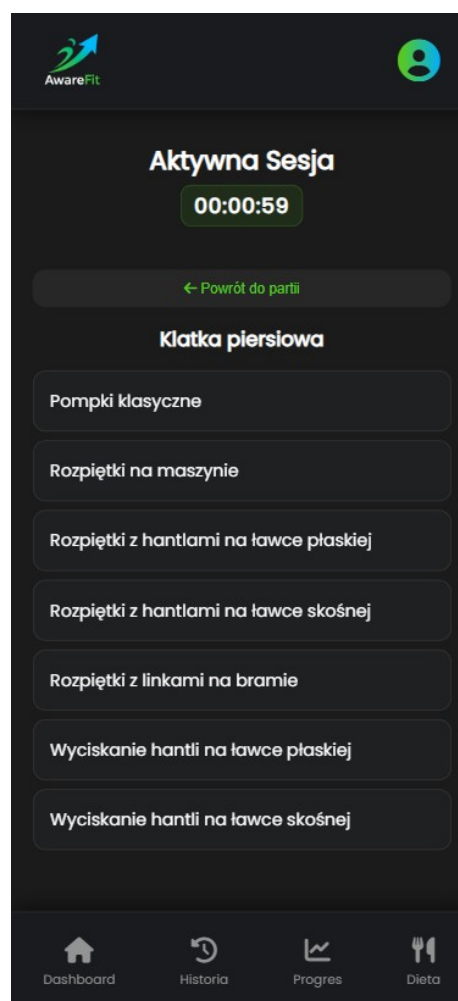 AwareFit
Aktywna Sesja
00:00:59
← Powrót do partii
Klatka piersiowa
Pompki klasyczne
Rozpiętki na maszynie
Rozpiętki z hantlami na ławce płaskiej
Rozpiętki z hantlami na ławce skośnej
Rozpiętki z linkami na bramie
Wyciskanie hantli na ławce płaskiej
Wyciskanie hantli na ławce skośnej
Dashboard
Historia
Progres
Dieta